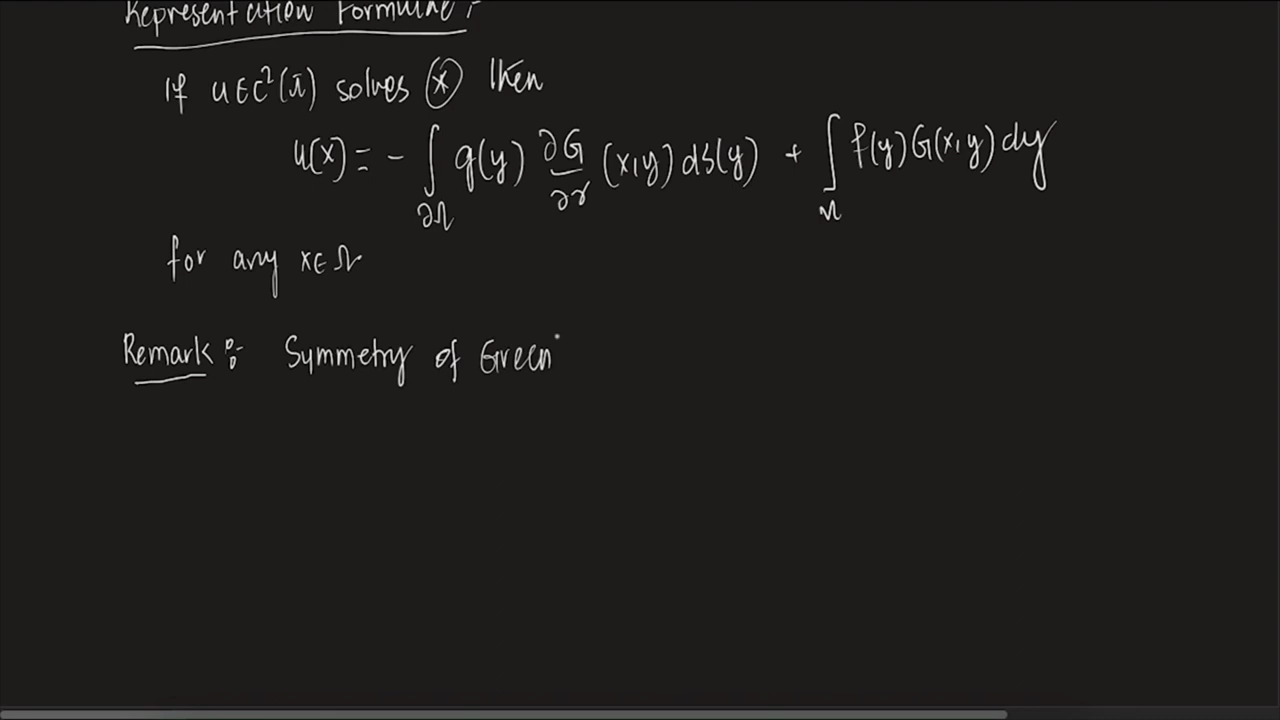 Representation Formulae :-
If u∈C²(Ω̄) solves ⊛ then
u(x) = - ∫_∂Ω g(y) ∂G/∂γ (x,y) dS(y) + ∫_Ω f(y) G(x,y) dy
for any x∈Ω
Remark :- Symmetry of Green'